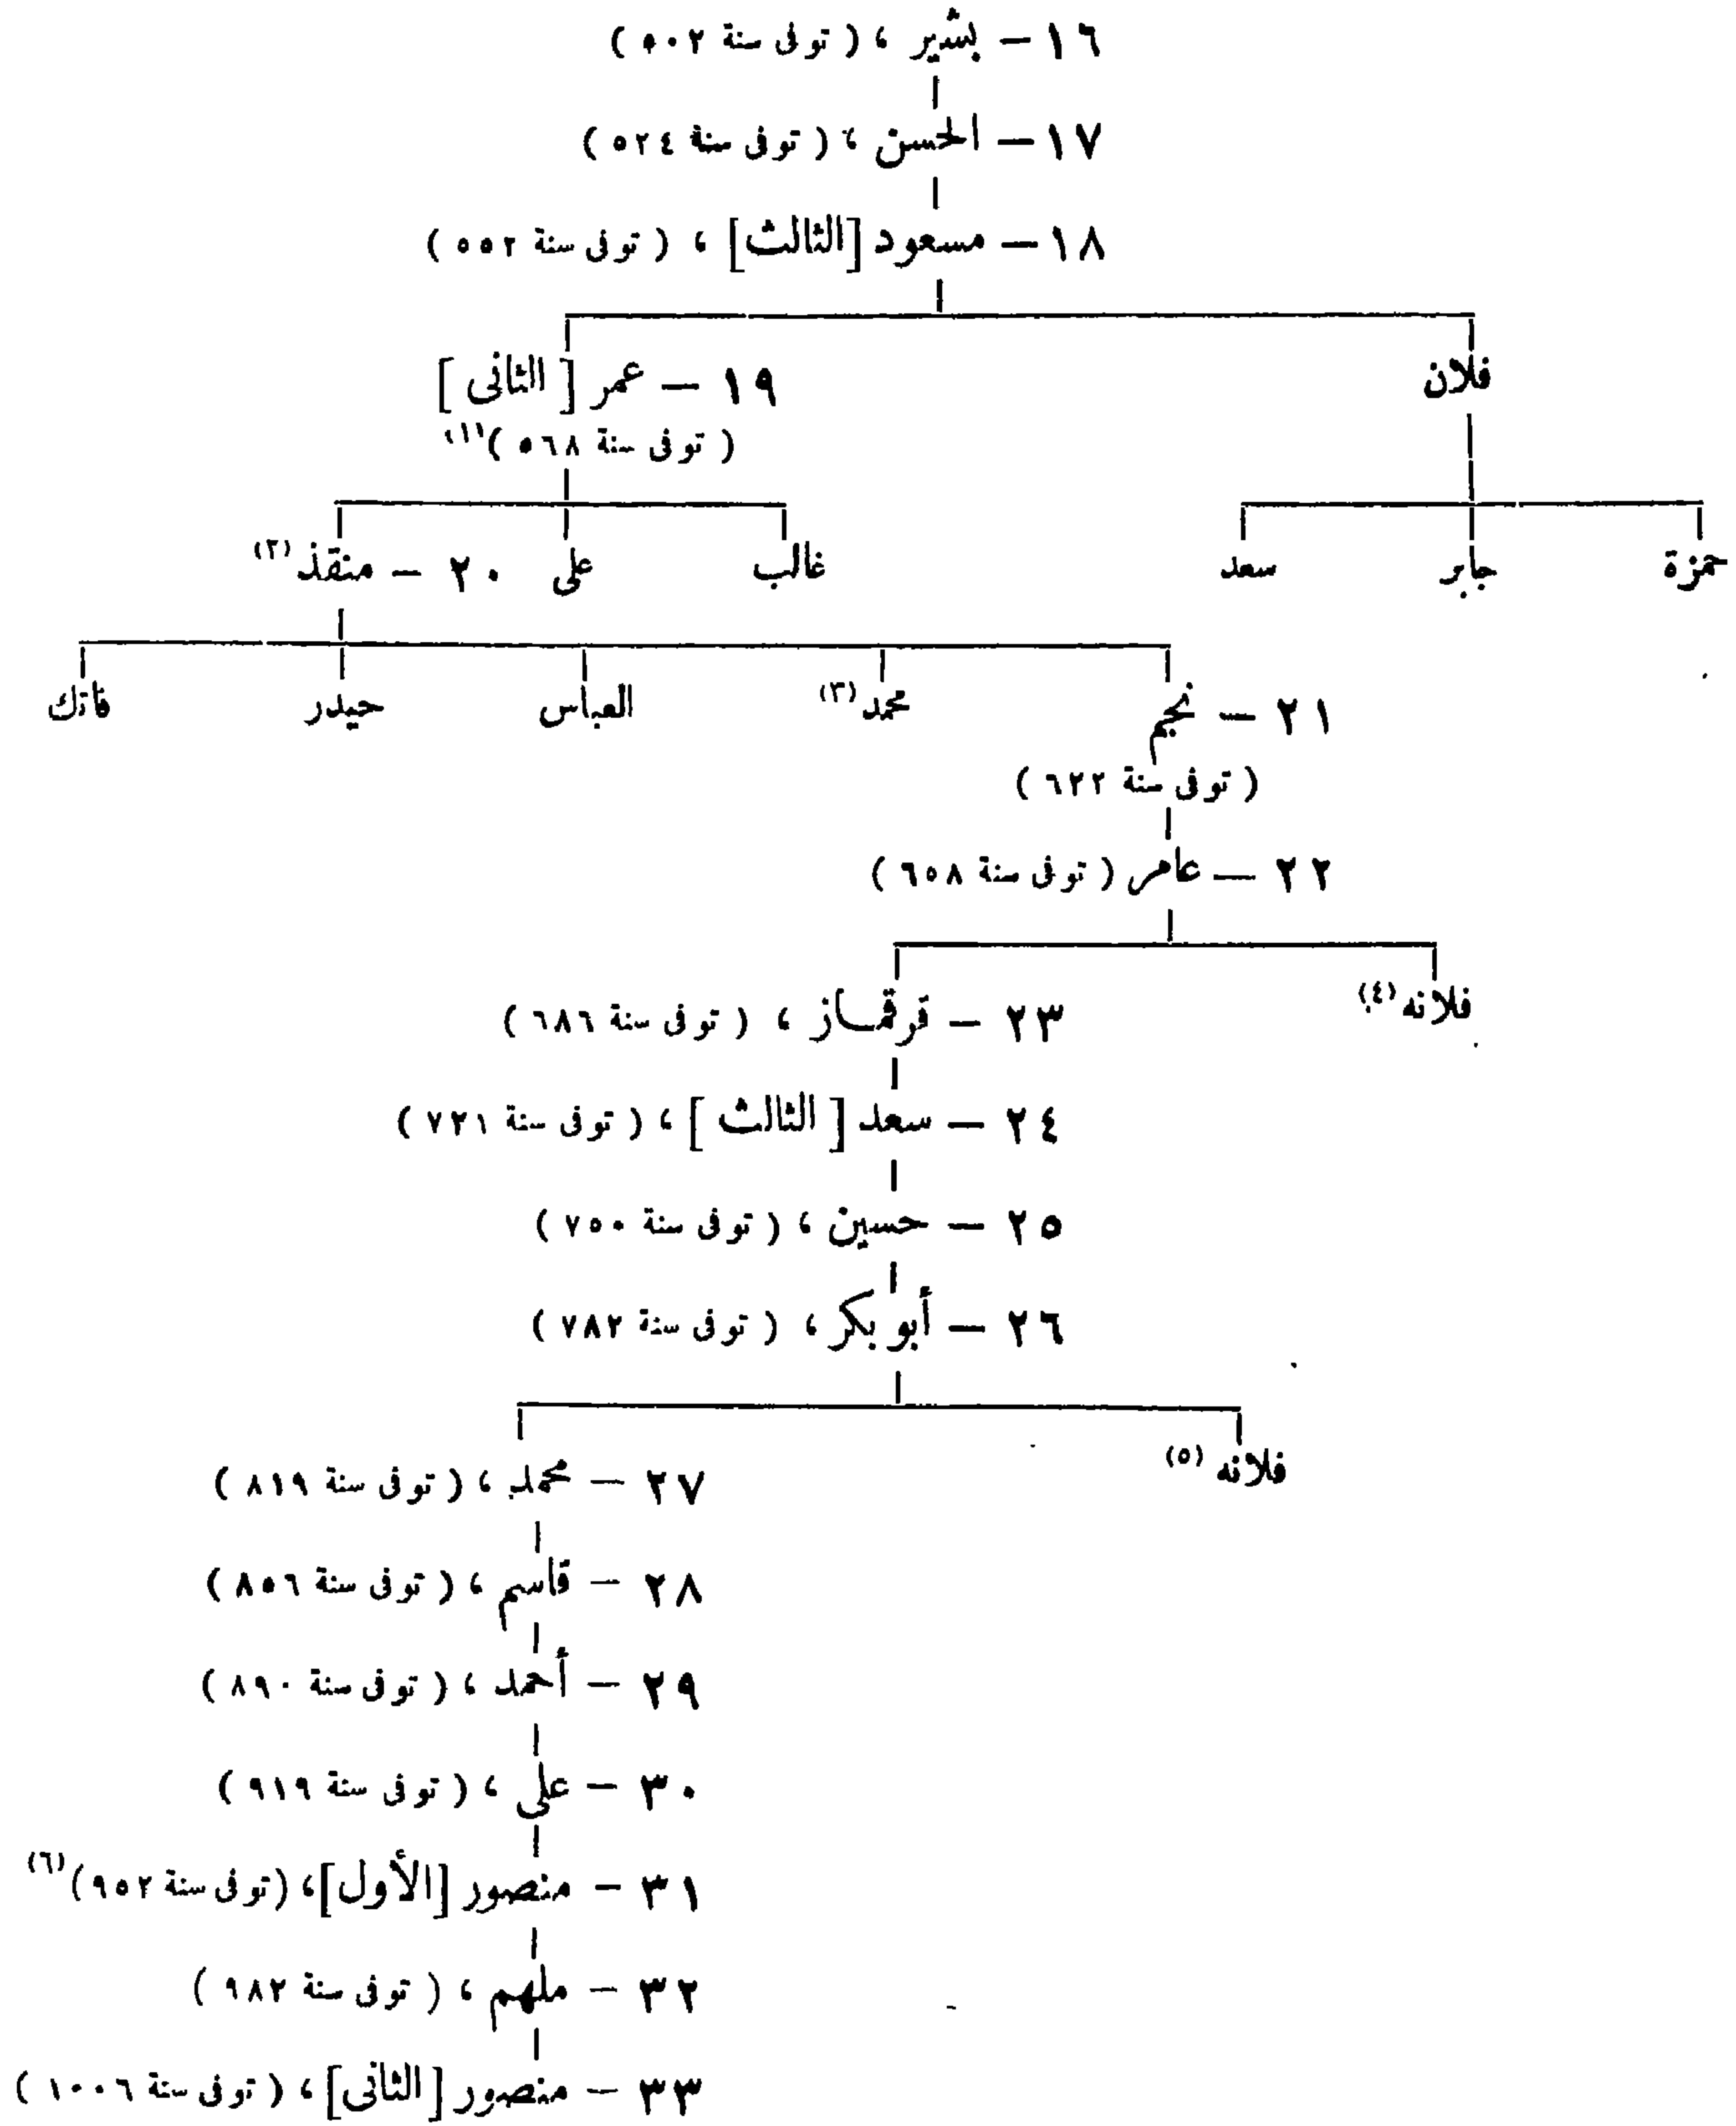 ١٦ — بشير ، ( توفى سنة ٥٠٢ )
١٧ — الحسن ، ( توفى سنة ٥٢٤ )
١٨ — مسعود [الثالث] ، ( توفى سنة ٥٥٢ )
فلان
١٩ — عمر [ الثانى ]
( توفى سنة ٥٦٨ )(١)
حمزة جابر سعد غالب على ٢٠ — منقذ (٢)
٢١ — نجيم محمد (٣) العباس حيدر فاتك
( توفى سنة ٦٢٢ )
٢٢ — عامر ( توفى سنة ٦٥٨ )
فلانه (٤)
٢٣ — قرقماز ، ( توفى سنة ٦٨٦ )
٢٤ — سعد [ الثالث ] ، ( توفى سنة ٧٢١ )
٢٥ — حسين ، ( توفى سنة ٧٥٠ )
٢٦ — أبو بكر ، ( توفى سنة ٧٨٢ )
فلانه (٥)
٢٧ — محمد ، ( توفى سنة ٨١٩ )
٢٨ — قاسم ، ( توفى سنة ٨٥٦ )
٢٩ — أحمد ، ( توفى سنة ٨٩٠ )
٣٠ — على ، ( توفى سنة ٩١٩ )
٣١ — منصور [الأول] ، (توفى سنة ٩٥٢) (٦)
٣٢ — ملهم ، ( توفى سنة ٩٨٢ )
٣٣ — منصور [الثانى] ، ( توفى سنة ١٠٠٦ )